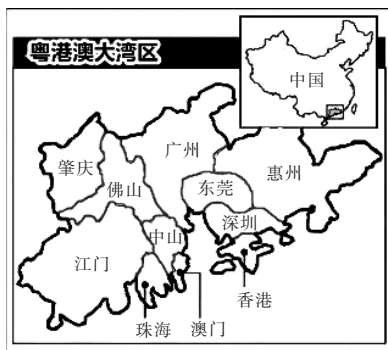 粤港澳大湾区
中国
肇庆
广州
惠州
佛山
东莞
深圳
中山
江门
香港
珠海
澳门